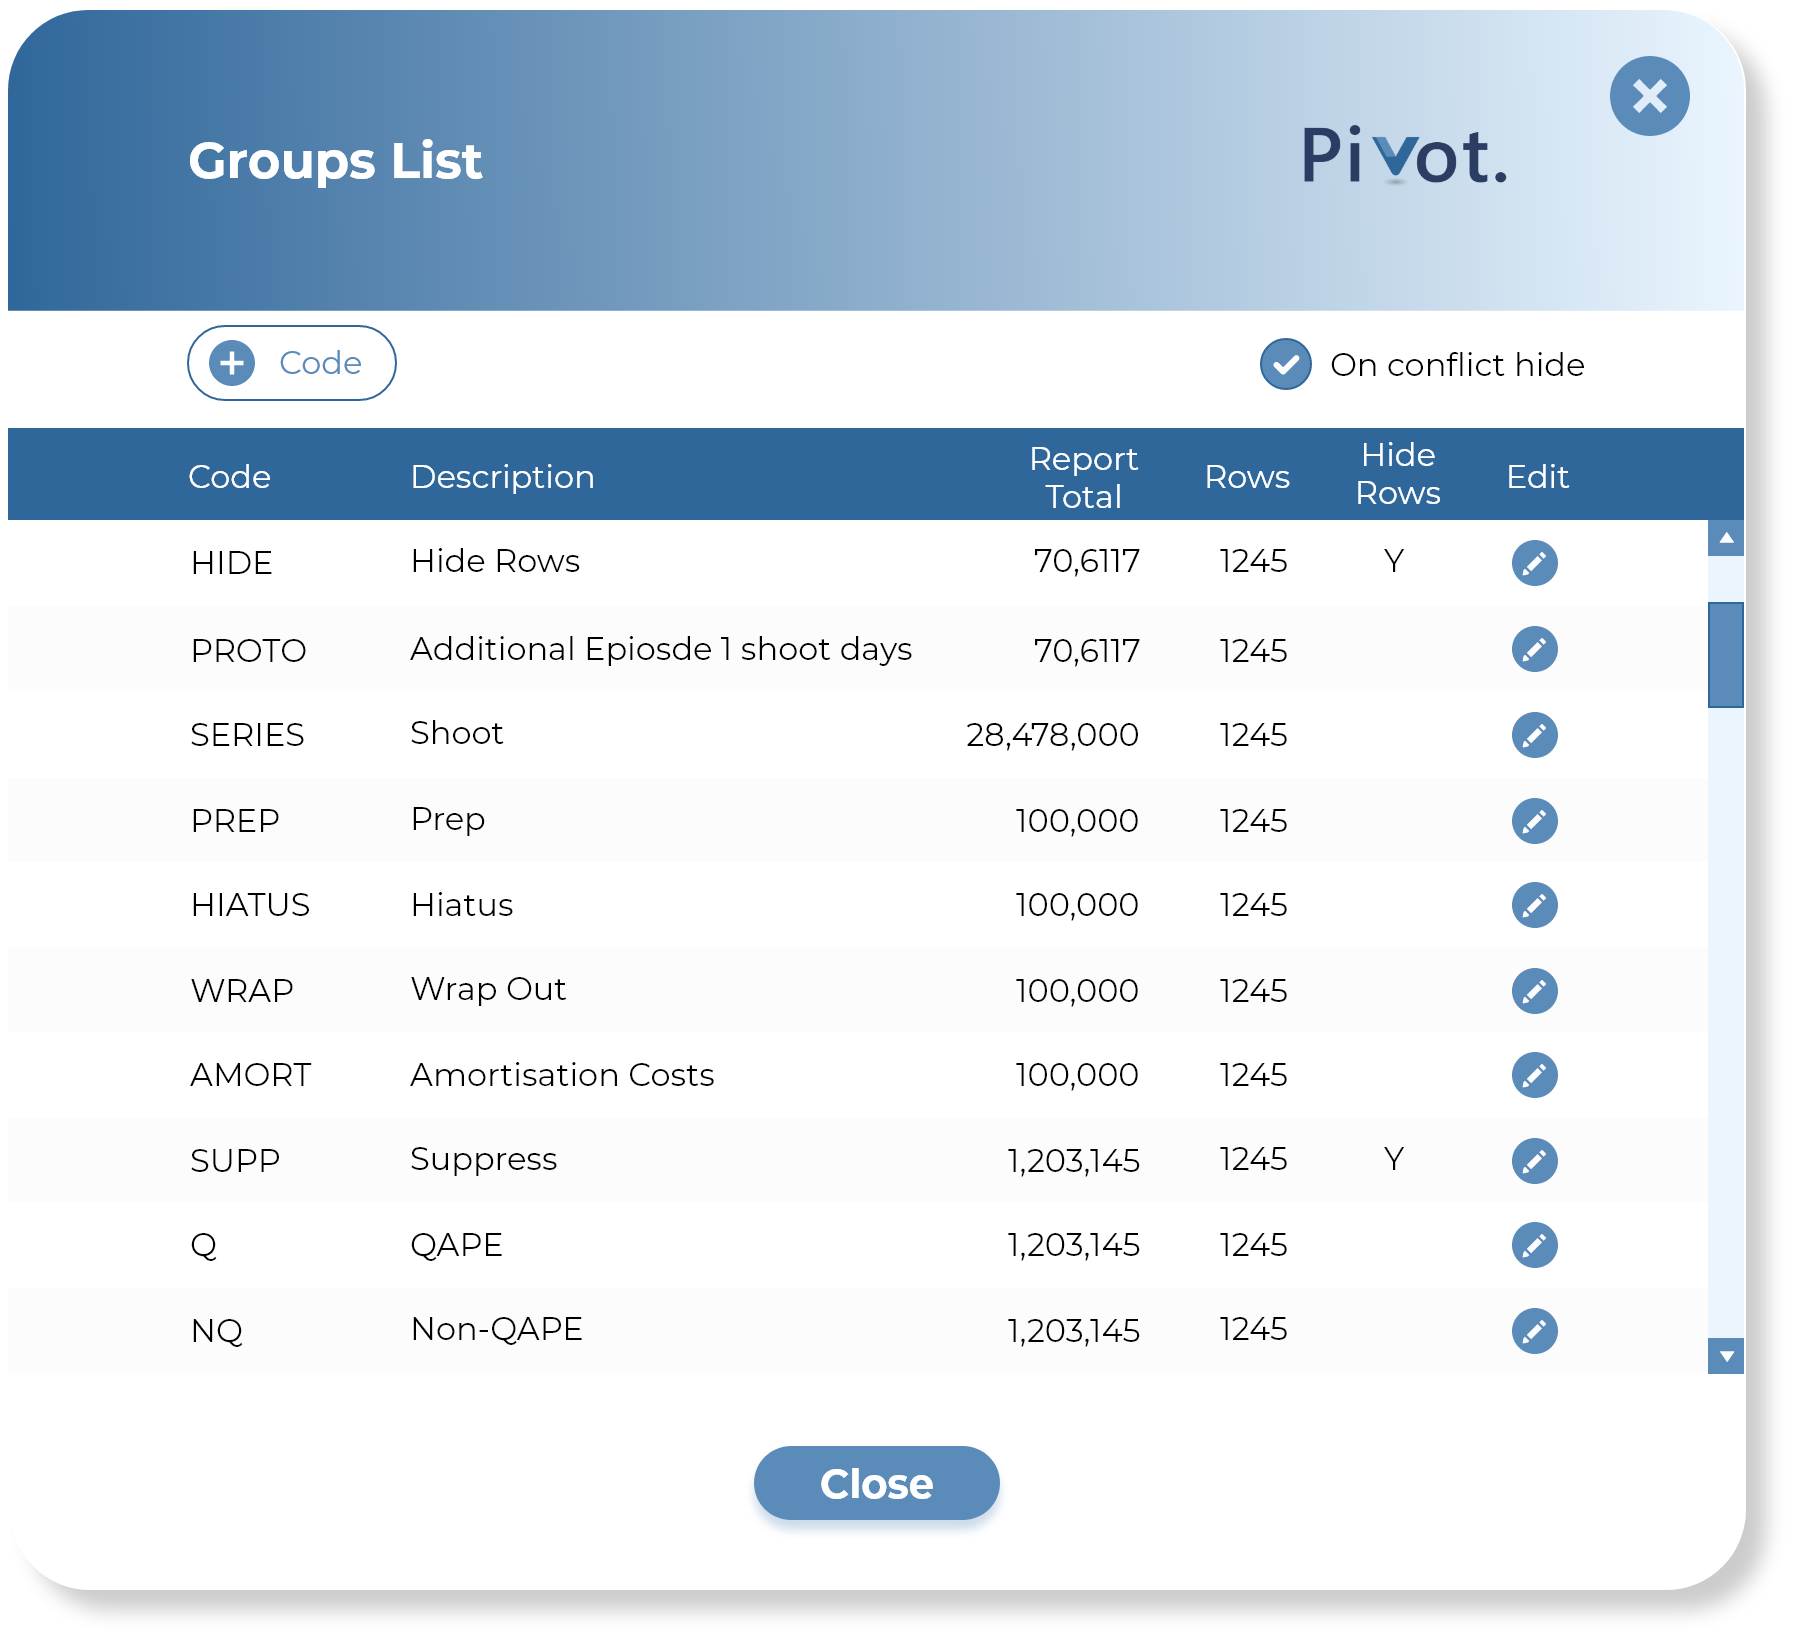 Groups List
Pivot.
Code
On conflict hide
Code Description Report Total Rows Hide Rows Edit
HIDE Hide Rows 70,6117 1245 Y
PROTO Additional Epiosde 1 shoot days 70,6117 1245
SERIES Shoot 28,478,000 1245
PREP Prep 100,000 1245
HIATUS Hiatus 100,000 1245
WRAP Wrap Out 100,000 1245
AMORT Amortisation Costs 100,000 1245
SUPP Suppress 1,203,145 1245 Y
Q QAPE 1,203,145 1245
NQ Non-QAPE 1,203,145 1245
Close